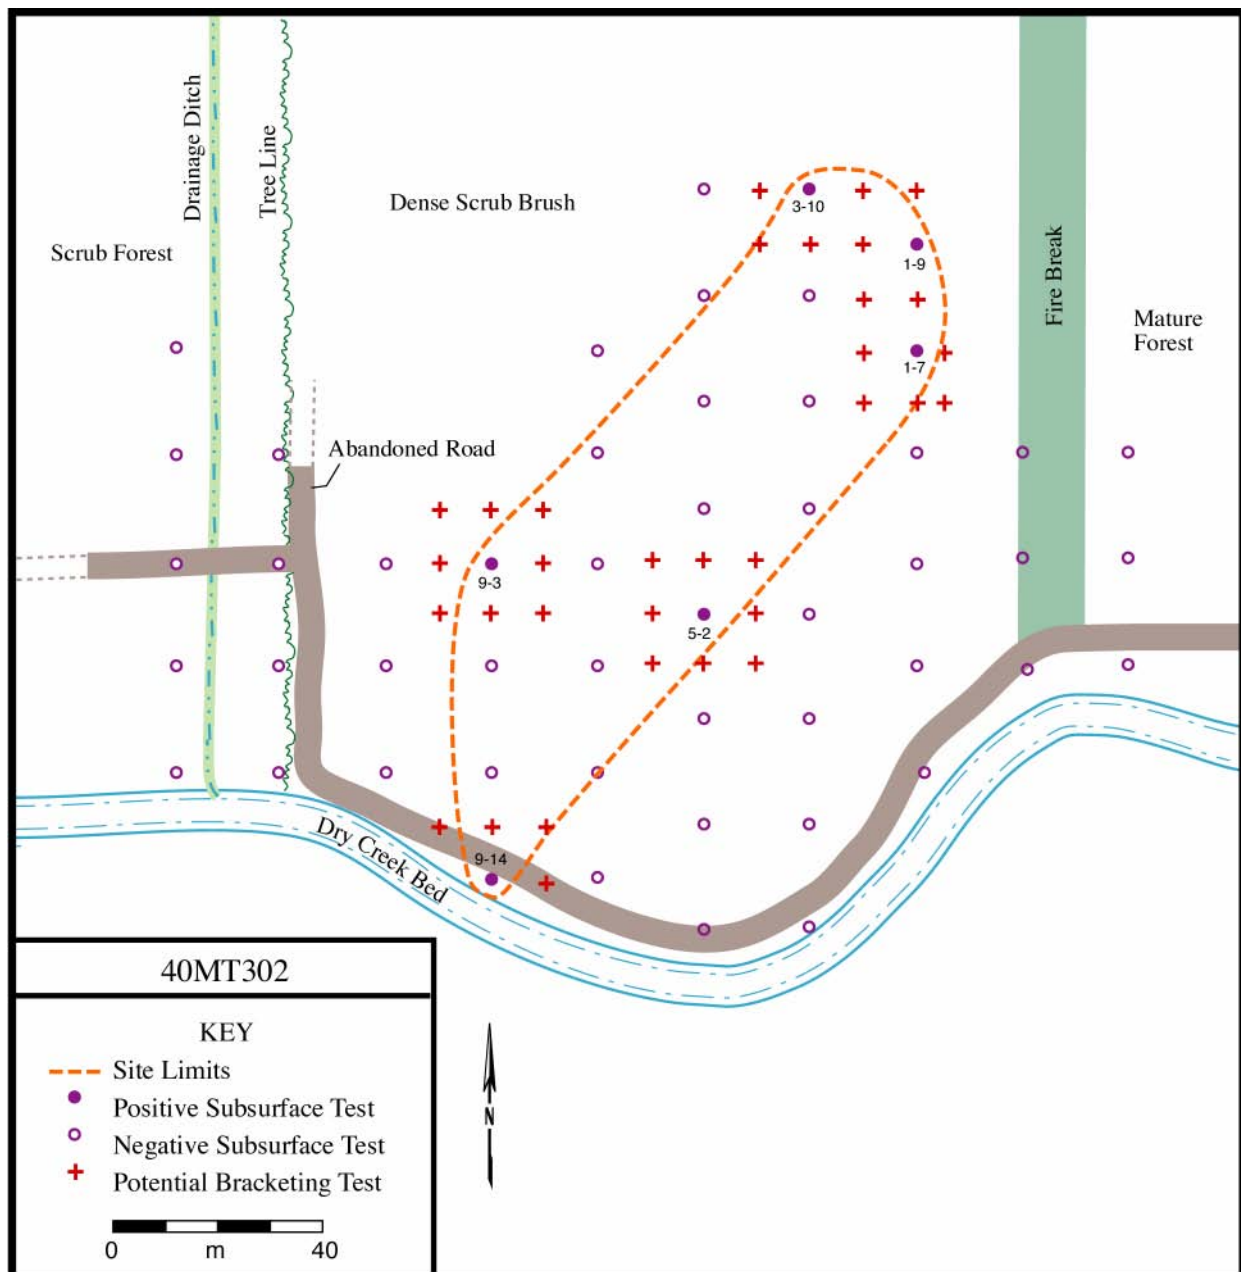 Drainage Ditch
Tree Line
Dense Scrub Brush
Scrub Forest
3-10
1-9
Fire Break
Mature
Forest
1-7
Abandoned Road
9-3
5-2
9-14
Dry Creek Bed
40MT302
KEY
Site Limits
Positive Subsurface Test
Negative Subsurface Test
Potential Bracketing Test
0 m 40
N